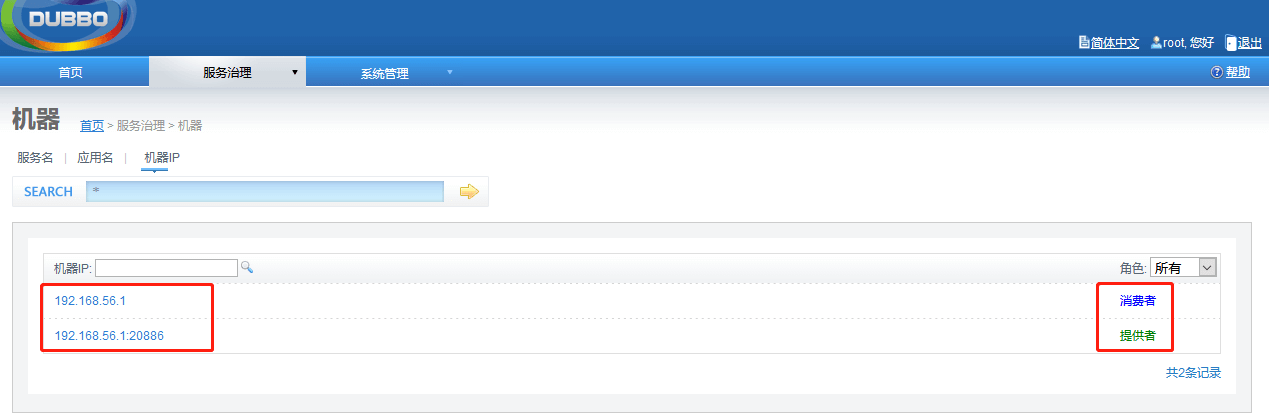 DUBBO
简体中文 root, 您好 退出
首页 服务治理 系统管理 帮助
机器 首页 > 服务治理 > 机器
服务名 | 应用名 | 机器IP
SEARCH *
机器IP: 角色: 所有
192.168.56.1 消费者
192.168.56.1:20886 提供者
共2条记录